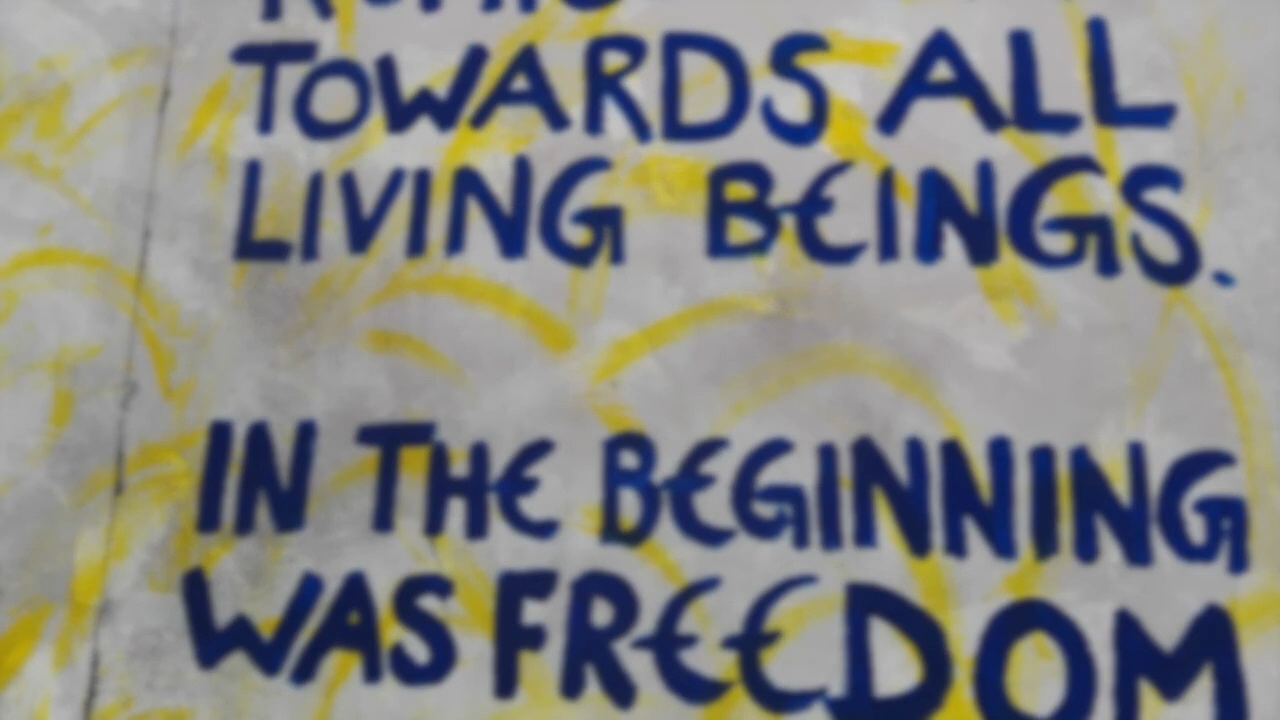 TOWARDS ALL
LIVING BEINGS.
IN THE BEGINNING
WAS FREEDOM